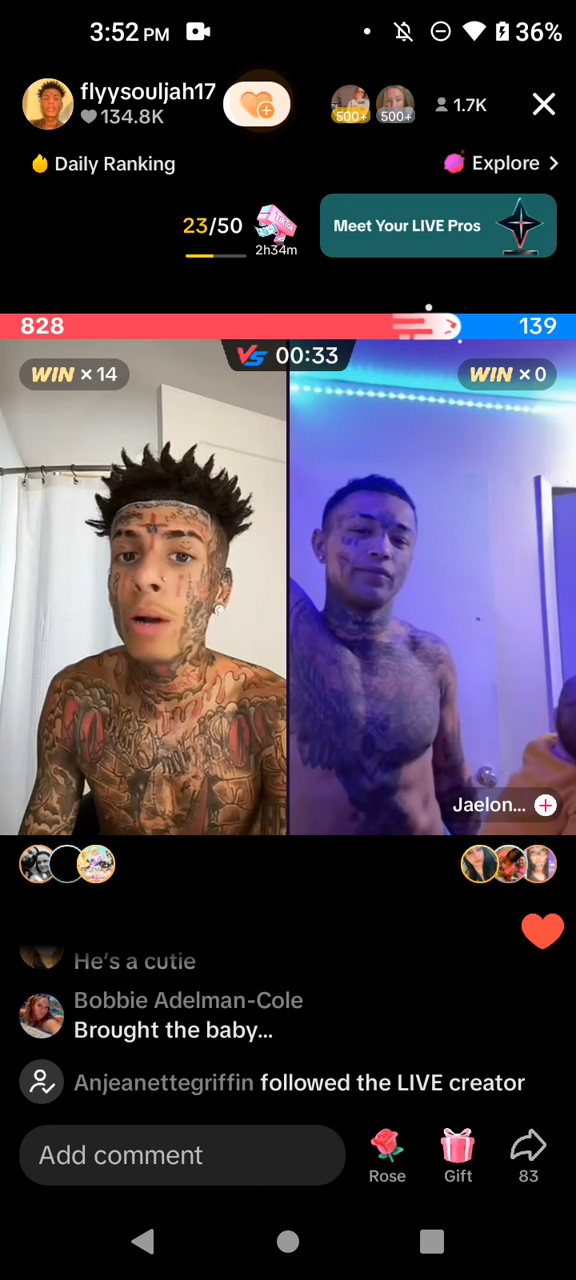 3:52 PM
36%
flyysouljah17
134.8K
500+
500+
1.7K
Daily Ranking
Explore >
23/50
TikTok
2h34m
Meet Your LIVE Pros
828
139
VS 00:33
WIN × 14
WIN × 0
Jaelon...
He's a cutie
Bobbie Adelman-Cole
Brought the baby...
Anjeanettegriffin followed the LIVE creator
Add comment
Rose
Gift
83